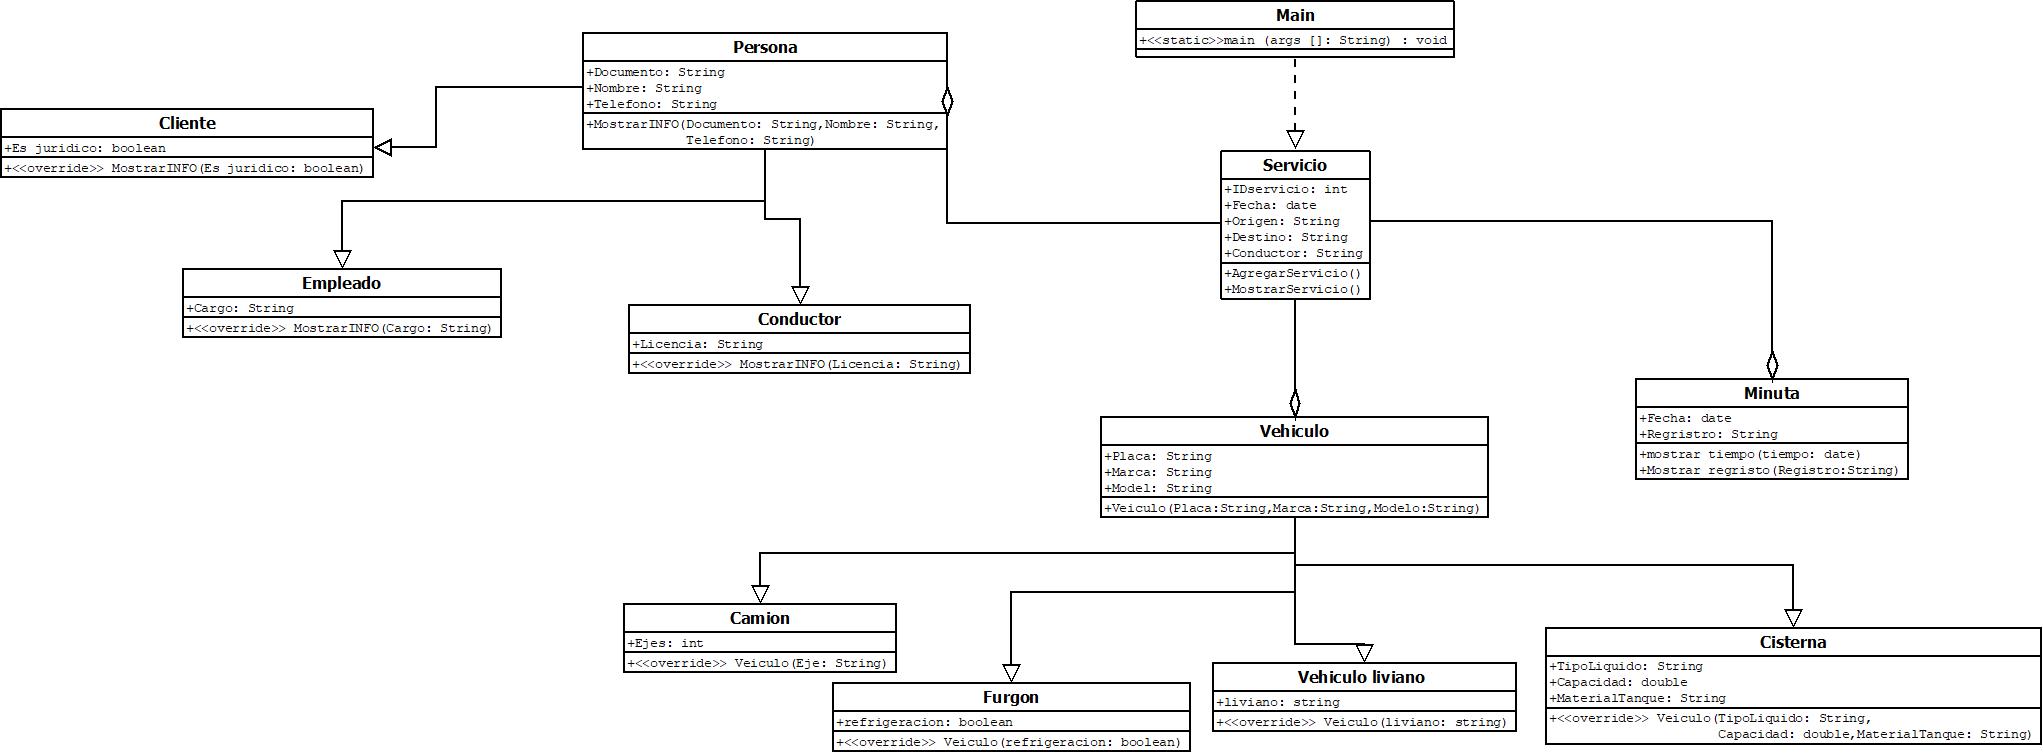 Main
+<<static>>main (args []: String) : void
Persona
+Documento: String
+Nombre: String
+Telefono: String
+MostrarINFO(Documento: String,Nombre: String,
Telefono: String)
Cliente
+Es juridico: boolean
+<<override>> MostrarINFO(Es juridico: boolean)
Servicio
+IDservicio: int
+Fecha: date
+Origen: String
+Destino: String
+Conductor: String
+AgregarServicio()
+MostrarServicio()
Empleado
+Cargo: String
+<<override>> MostrarINFO(Cargo: String)
Conductor
+Licencia: String
+<<override>> MostrarINFO(Licencia: String)
Minuta
+Fecha: date
+Regristro: String
+mostrar tiempo(tiempo: date)
+Mostrar regristo(Registro:String)
Vehiculo
+Placa: String
+Marca: String
+Model: String
+Veiculo(Placa:String,Marca:String,Modelo:String)
Camion
+Ejes: int
+<<override>> Veiculo(Eje: String)
Furgon
+refrigeracion: boolean
+<<override>> Veiculo(refrigeracion: boolean)
Vehiculo liviano
+liviano: string
+<<override>> Veiculo(liviano: string)
Cisterna
+TipoLiquido: String
+Capacidad: double
+MaterialTanque: String
+<<override>> Veiculo(TipoLiquido: String,
Capacidad: double,MaterialTanque: String)